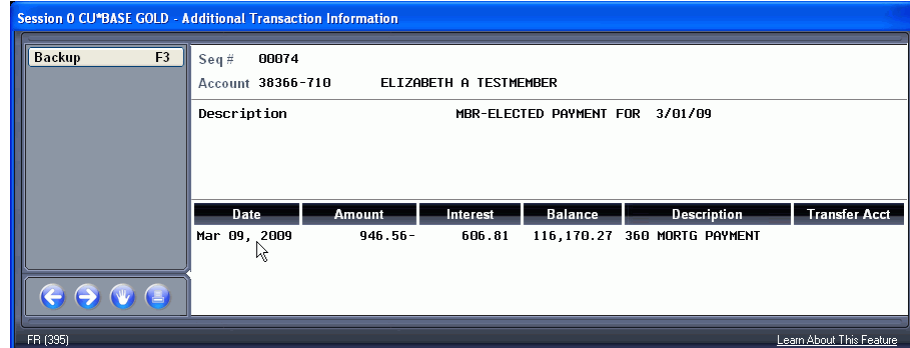 Session 0 CU*BASE GOLD - Additional Transaction Information
Backup F3
Seq # 00074
Account 38366-710 ELIZABETH A TESTMEMBER
Description MBR-ELECTED PAYMENT FOR 3/01/09
Date Amount Interest Balance Description Transfer Acct
Mar 09, 2009 946.56- 606.81 116,170.27 360 MORTG PAYMENT
FR (395) Learn About This Feature